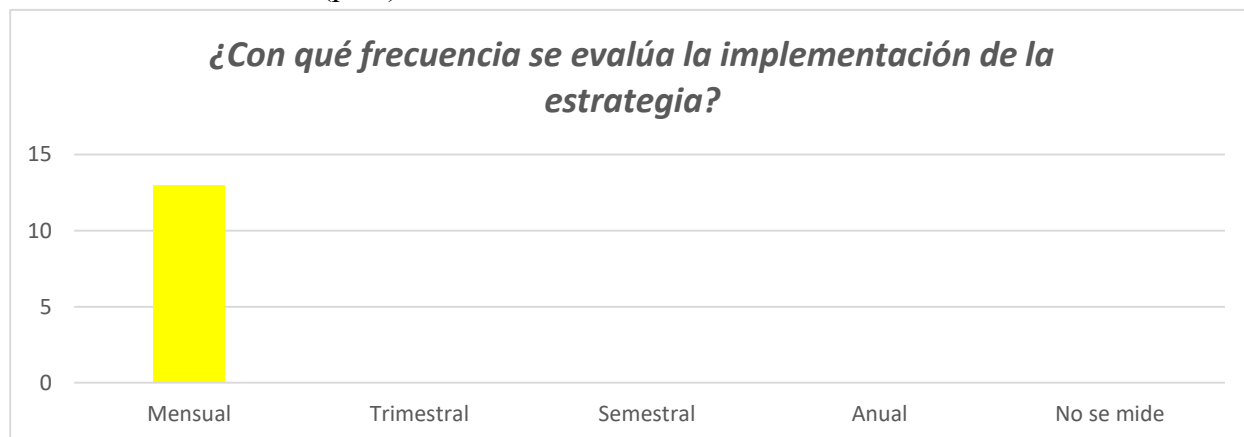 ¿Con qué frecuencia se evalúa la implementación de la
estrategia?
15
10
5
0
Mensual
Trimestral
Semestral
Anual
No se mide